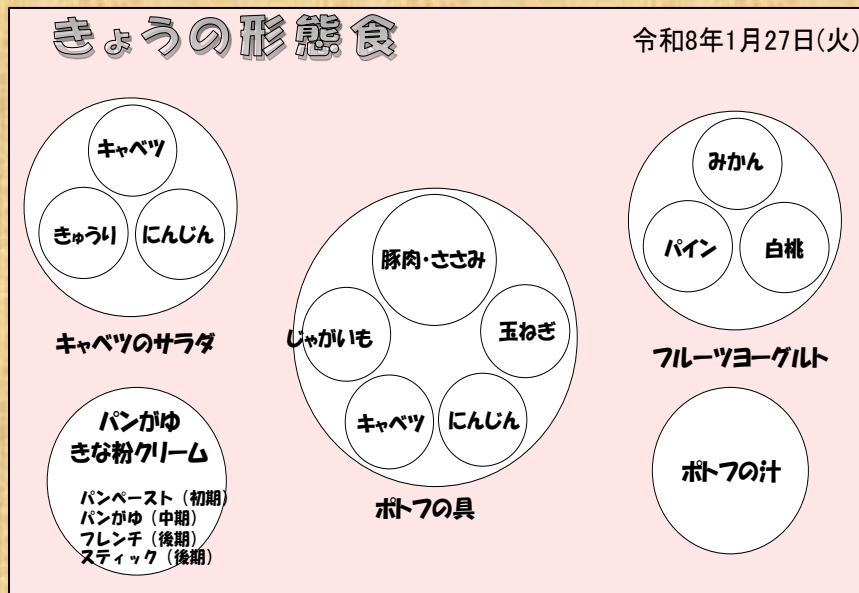 きょうの形態食
令和8年1月27日(火)
キャベツ
きゅうり
にんじん
キャベツのサラダ
豚肉・ささみ
じゃがいも
玉ねぎ
キャベツ
にんじん
ポトフの具
みかん
パイン
白桃
フルーツヨーグルト
パンがゆ
きな粉クリーム
パンペースト（初期）
パンがゆ（中期）
フレンチ（後期）
スティック（後期）
ポトフの汁